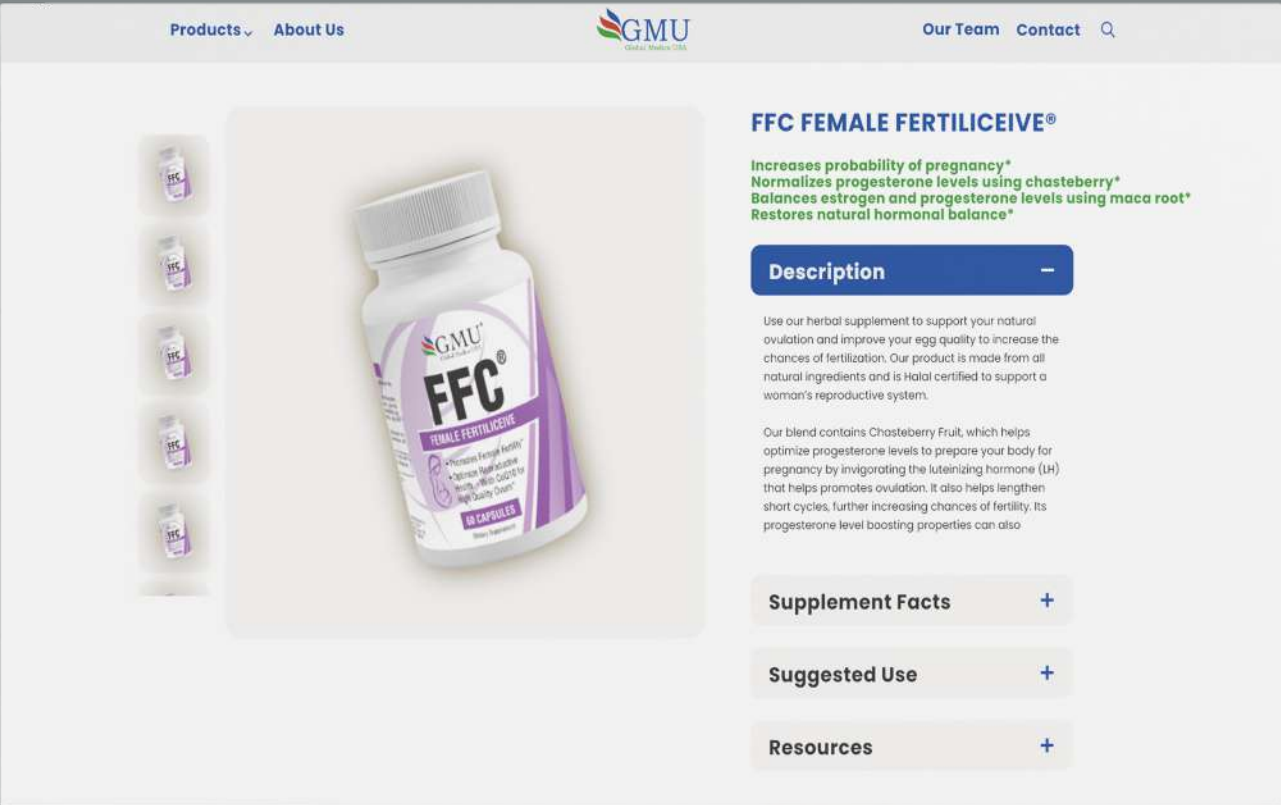 Products
About Us
GMU
Global Medica USA
Our Team
Contact
FFC FEMALE FERTILICEIVE®
Increases probability of pregnancy*
Normalizes progesterone levels using chasteberry*
Balances estrogen and progesterone levels using maca root*
Restores natural hormonal balance*
GMU
FFC®
FEMALE FERTILICEIVE
60 CAPSULES
Description
Use our herbal supplement to support your natural
ovulation and improve your egg quality to increase the
chances of fertilization. Our product is made from all
natural ingredients and is Halal certified to support a
woman's reproductive system.
Our blend contains Chasteberry Fruit, which helps
optimize progesterone levels to prepare your body for
pregnancy by invigorating the luteinizing hormone (LH)
that helps promotes ovulation. It also helps lengthen
short cycles, further increasing chances of fertility. Its
progesterone level boosting properties can also
Supplement Facts
Suggested Use
Resources